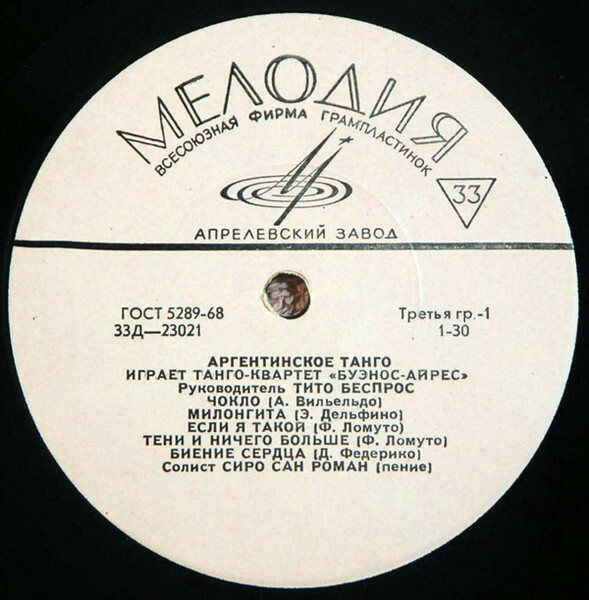 МЕЛОДИЯ
ВСЕСОЮЗНАЯ ФИРМА ГРАМПЛАСТИНОК
33
АПРЕЛЕВСКИЙ ЗАВОД
ГОСТ 5289-68
33Д—23021
Третья гр.-1
1-30
АРГЕНТИНСКОЕ ТАНГО
ИГРАЕТ ТАНГО-КВАРТЕТ «БУЭНОС-АЙРЕС»
Руководитель ТИТО БЕСПРОС
ЧОКЛО (А. Вильельдо)
МИЛОНГИТА (Э. Дельфино)
ЕСЛИ Я ТАКОЙ (Ф. Ломуто)
ТЕНИ И НИЧЕГО БОЛЬШЕ (Ф. Ломуто)
БИЕНИЕ СЕРДЦА (Д. Федерико)
Солист СИРО САН РОМАН (пение)